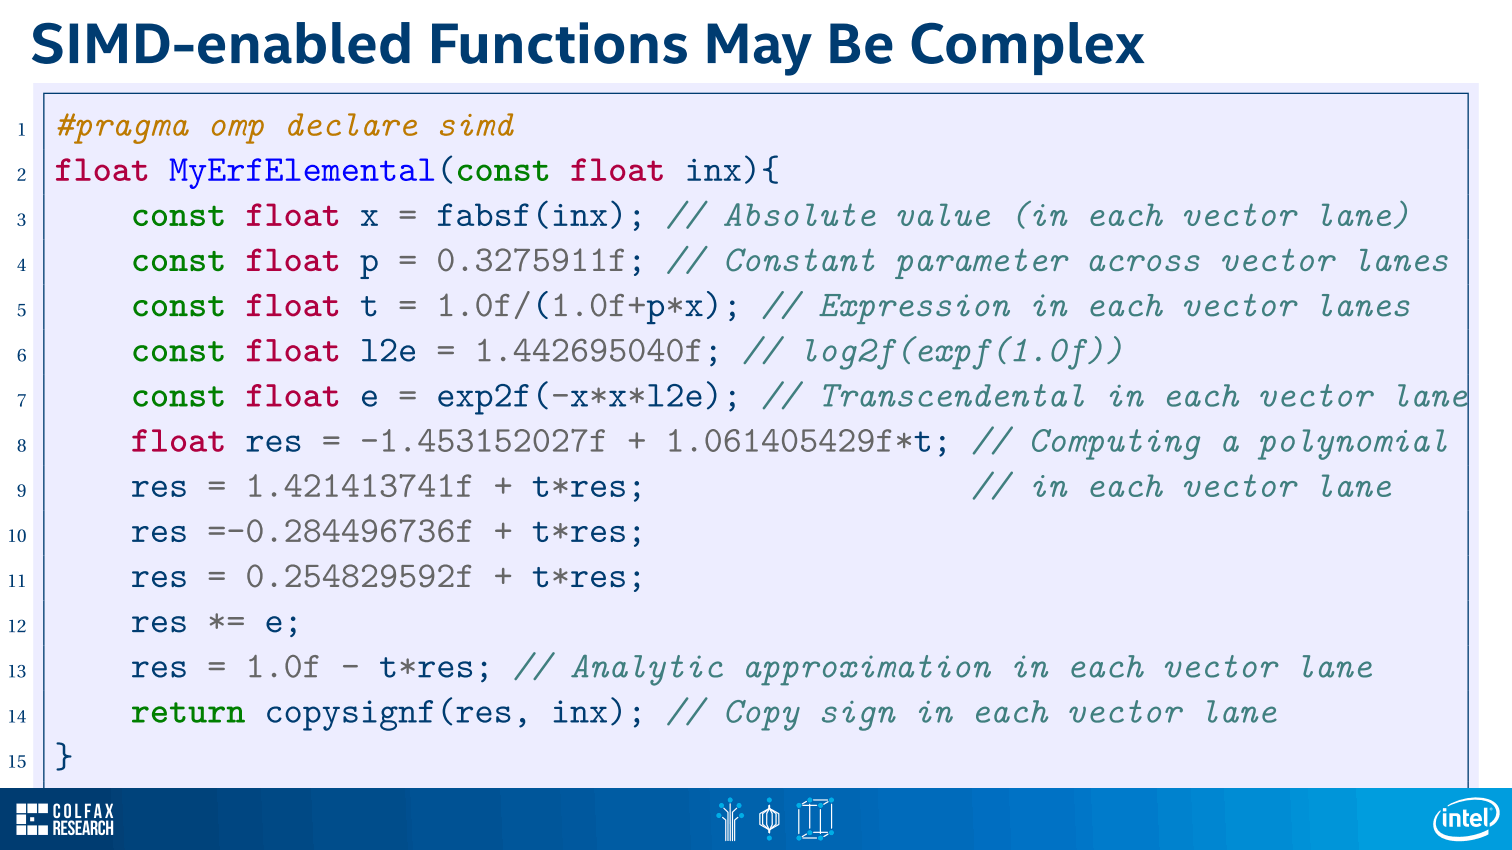 SIMD-enabled Functions May Be Complex
1 #pragma omp declare simd
2 float MyErfElemental(const float inx){
3     const float x = fabsf(inx); // Absolute value (in each vector lane)
4     const float p = 0.3275911f; // Constant parameter across vector lanes
5     const float t = 1.0f/(1.0f+p*x); // Expression in each vector lanes
6     const float l2e = 1.442695040f; // log2f(expf(1.0f))
7     const float e = exp2f(-x*x*l2e); // Transcendental in each vector lane
8     float res = -1.453152027f + 1.061405429f*t; // Computing a polynomial
9     res = 1.421413741f + t*res;                 // in each vector lane
10     res =-0.284496736f + t*res;
11     res = 0.254829592f + t*res;
12     res *= e;
13     res = 1.0f - t*res; // Analytic approximation in each vector lane
14     return copysignf(res, inx); // Copy sign in each vector lane
15 }
COLFAX
RESEARCH
intel